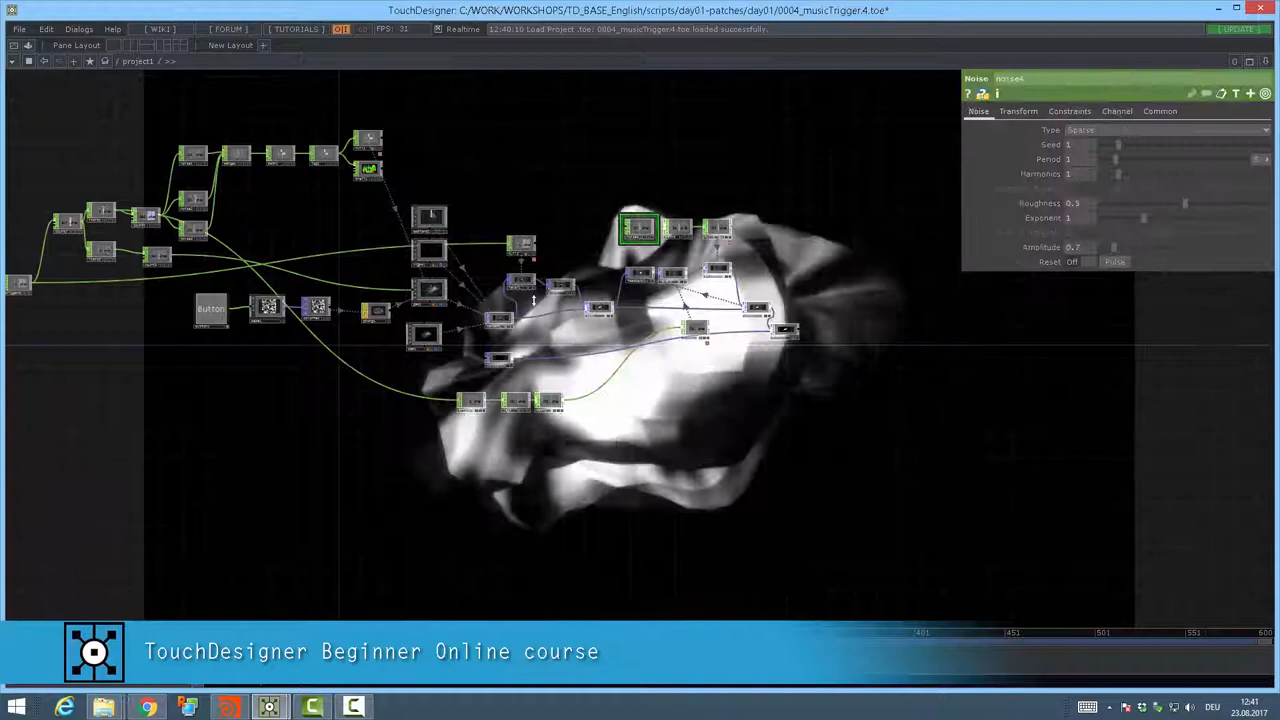 TouchDesigner: C:/WORK/WORKSHOPS/TD_BASE_English/scripts/day01-patches/day01/0004_musicTrigger.4.toe*
File Edit Dialogs [ WIKI ] [ FORUM ] [ TUTORIALS ] OII 60 FPS: 31 Realtime 12:40:10 Load Project .toe: 0004_musicTrigger.4.toe loaded successfully. [ UPDATE ]
Pane Layout New Layout +
/ project1 / >>
Noise noise4
Noise Transform Constraints Channel Common
Type Sparse
Seed 1
Period 1
Harmonics 1
Roughness 0.5
Exponent 1
Amplitude 0.7
Reset Off Pulse
Button
401 451 501 551 600
TouchDesigner Beginner Online course
DEU
12:41
23.08.2017